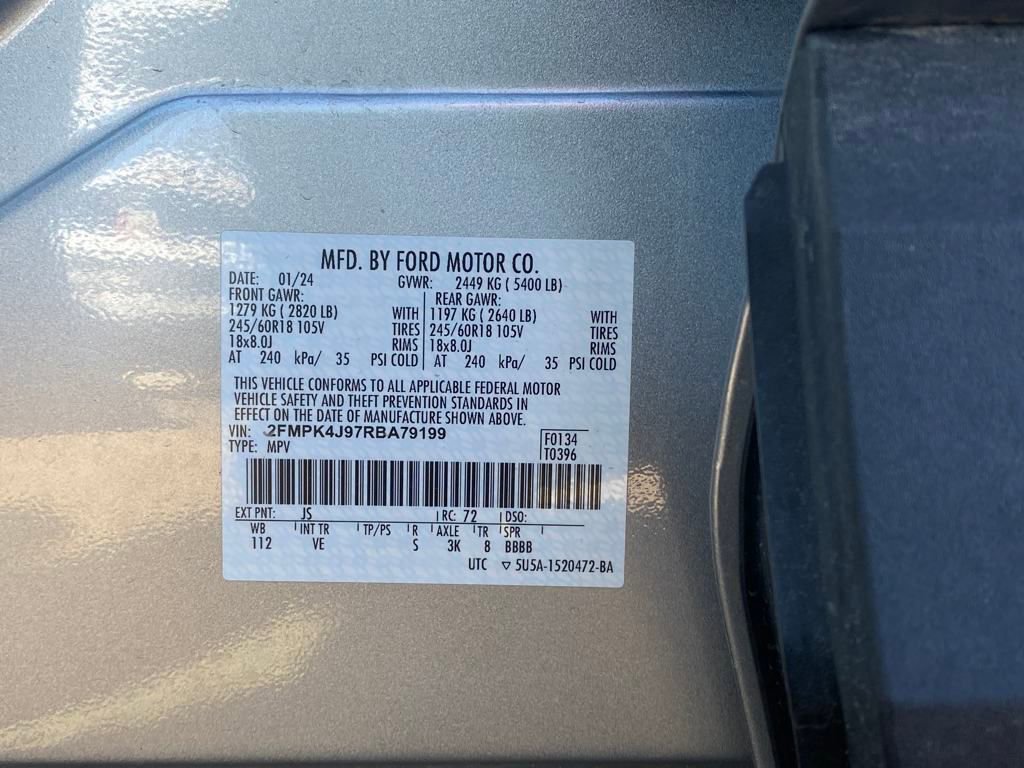 MFD. BY FORD MOTOR CO.
DATE: 01/24 GVWR: 2449 KG ( 5400 LB)
FRONT GAWR: REAR GAWR:
1279 KG ( 2820 LB) WITH 1197 KG ( 2640 LB) WITH
245/60R18 105V TIRES 245/60R18 105V TIRES
18x8.0J RIMS 18x8.0J RIMS
AT 240 kPa/ 35 PSI COLD AT 240 kPa/ 35 PSI COLD
THIS VEHICLE CONFORMS TO ALL APPLICABLE FEDERAL MOTOR
VEHICLE SAFETY AND THEFT PREVENTION STANDARDS IN
EFFECT ON THE DATE OF MANUFACTURE SHOWN ABOVE.
VIN: 2FMPK4J97RBA79199 F0134
TYPE: MPV T0396
EXT PNT: JS RC: 72 DSO:
WB INT TR TP/PS R AXLE TR SPR
112 VE S 3K 8 BBBB
UTC ▽ 5U5A-1520472-BA